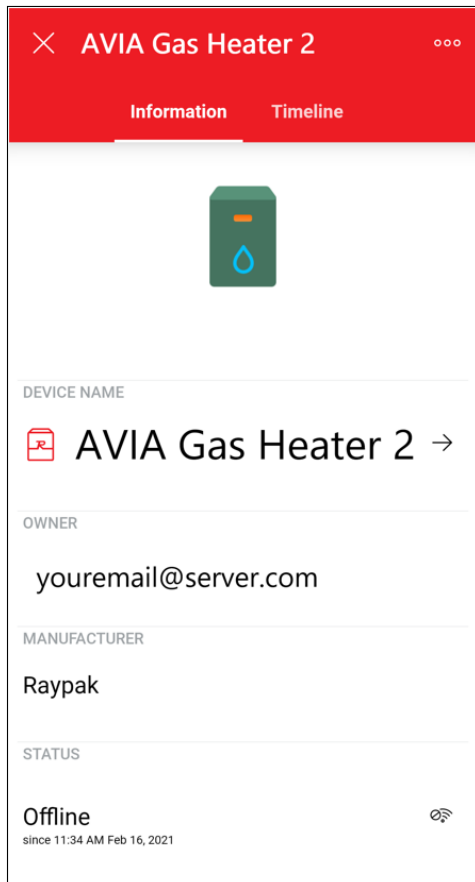 AVIA Gas Heater 2
Information Timeline
DEVICE NAME
R AVIA Gas Heater 2
OWNER
youremail@server.com
MANUFACTURER
Raypak
STATUS
Offline
since 11:34 AM Feb 16, 2021